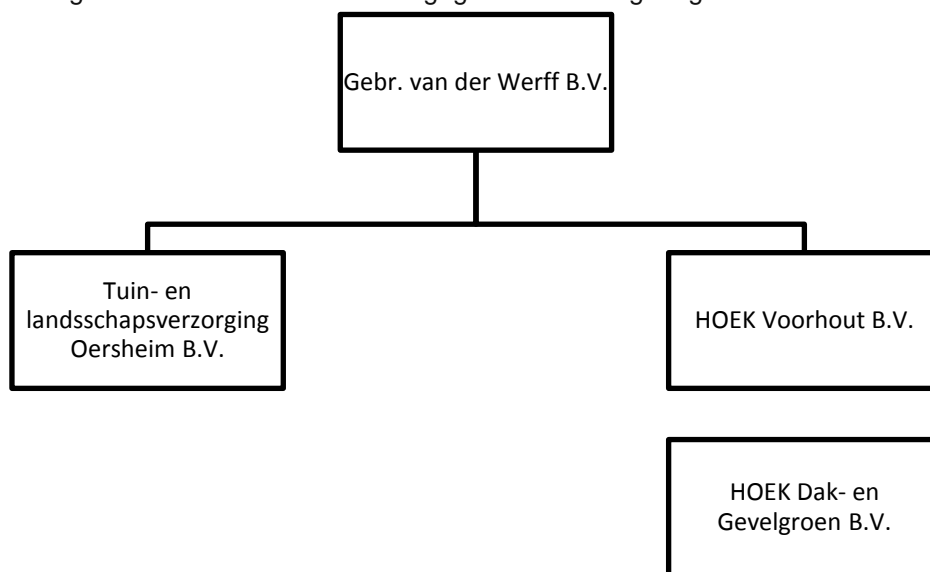 Gebr. van der Werff B.V.
Tuin- en
landsschapsverzorging
Oersheim B.V.
HOEK Voorhout B.V.
HOEK Dak- en
Gevelgroen B.V.